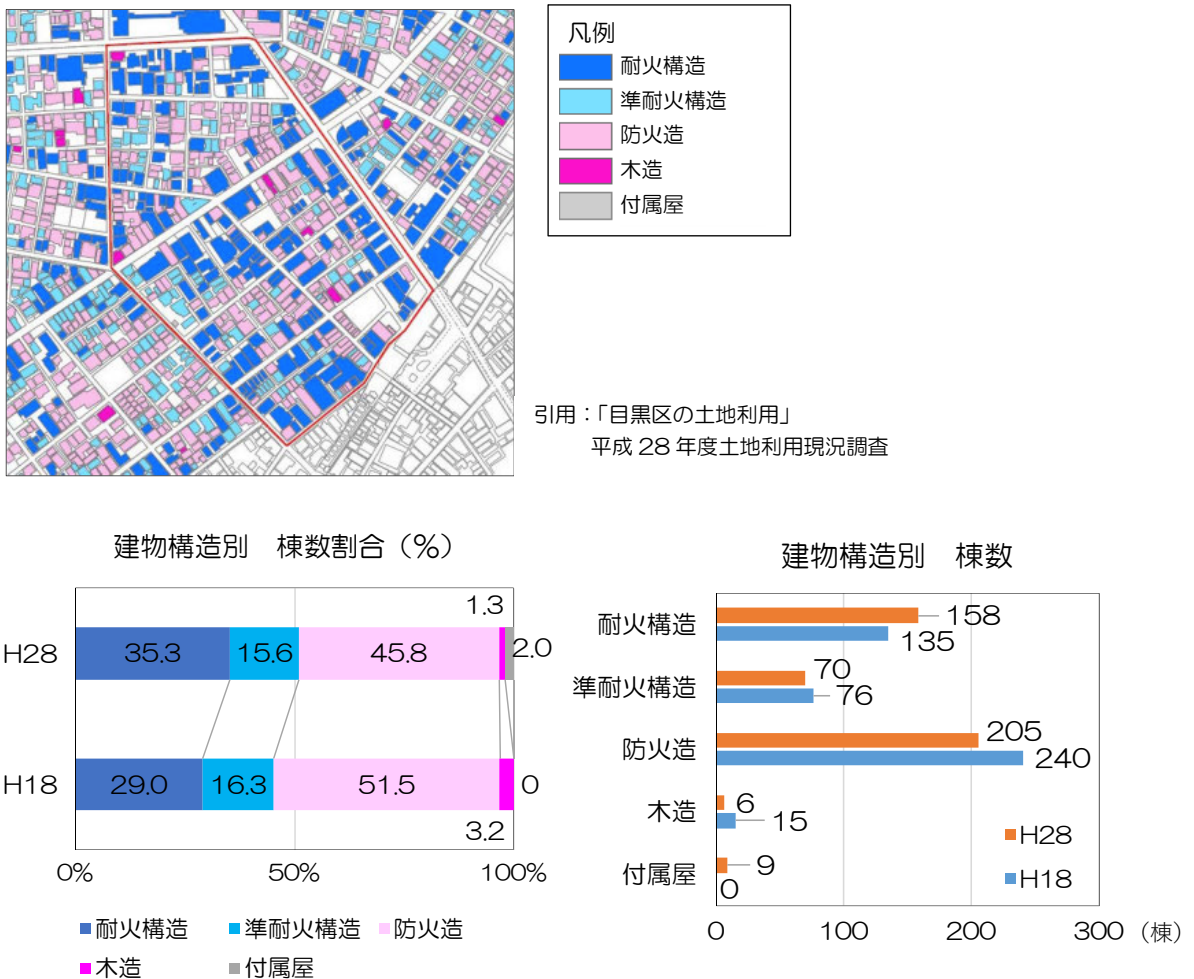 凡例
耐火構造
準耐火構造
防火造
木造
付属屋
引用：「目黒区の土地利用」
平成 28 年度土地利用現況調査
建物構造別　棟数割合（％）
1.3
H28
35.3
15.6
45.8
2.0
H18
29.0
16.3
51.5
0
3.2
0%
50%
100%
耐火構造
準耐火構造
防火造
木造
付属屋
建物構造別　棟数
耐火構造
158
135
準耐火構造
70
76
防火造
205
240
木造
6
15
付属屋
9
0
H28
H18
0
100
200
300
（棟）